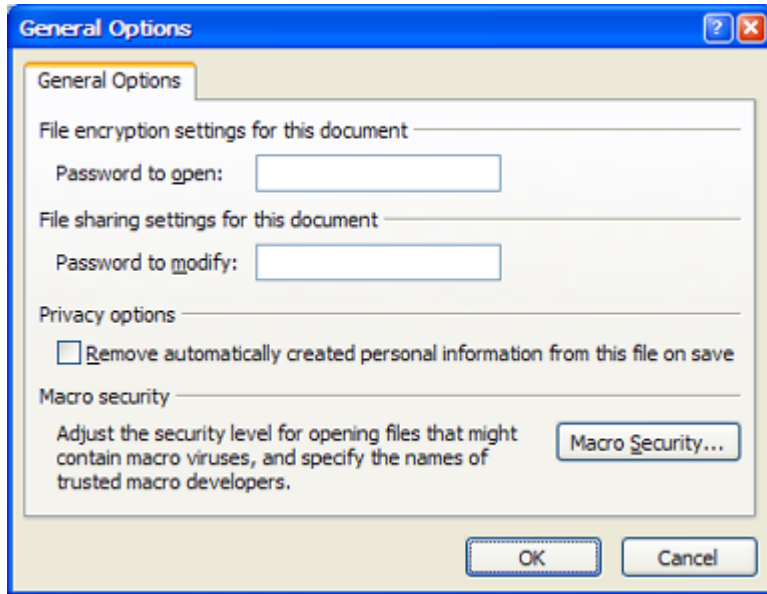 General Options
General Options
File encryption settings for this document
Password to open:
File sharing settings for this document
Password to modify:
Privacy options
Remove automatically created personal information from this file on save
Macro security
Adjust the security level for opening files that might
contain macro viruses, and specify the names of
trusted macro developers.
Macro Security...
OK Cancel